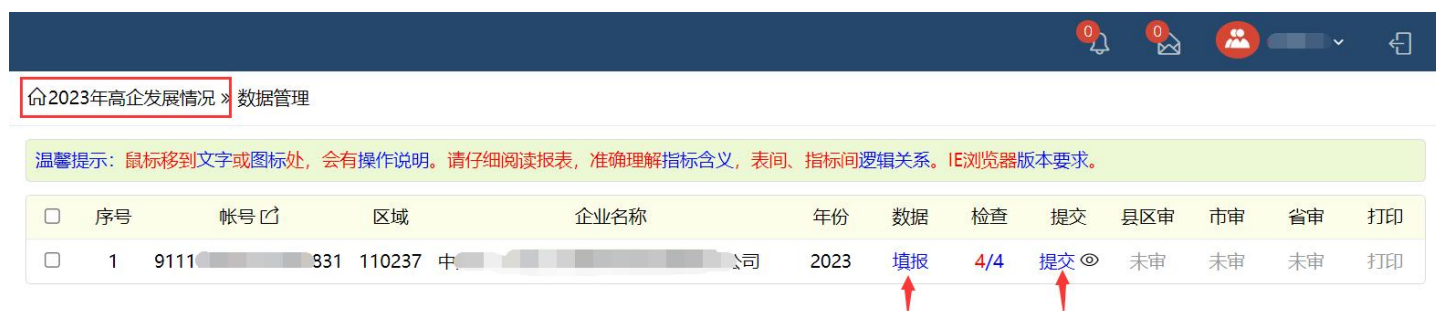 0 0
2023年高企发展情况 » 数据管理
温馨提示：鼠标移到文字或图标处，会有操作说明。请仔细阅读报表，准确理解指标含义，表间、指标间逻辑关系。IE浏览器版本要求。
序号 帐号 区域 企业名称 年份 数据 检查 提交 县区审 市审 省审 打印
1 9111 831 110237 中 公司 2023 填报 4/4 提交 未审 未审 未审 打印